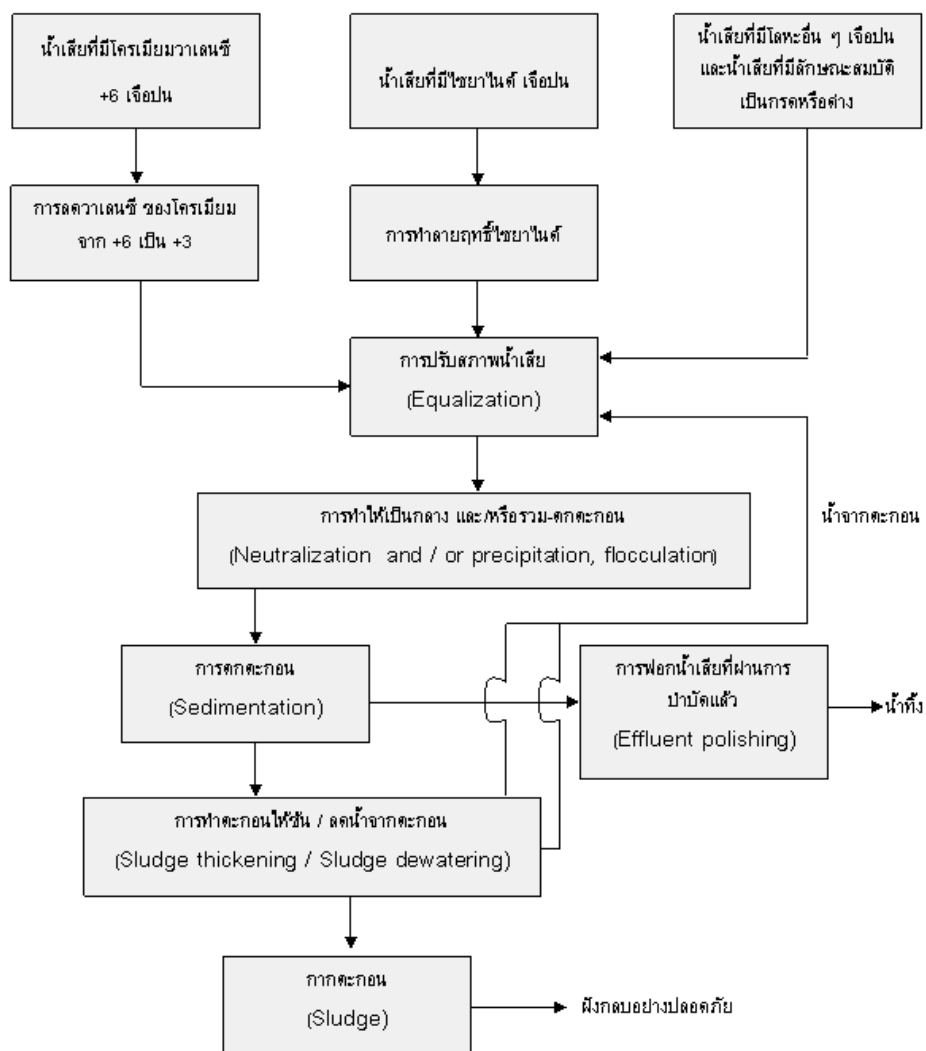 น้ำเสียที่มีโครเมียมวาเลนซี
+6 เจือปน
น้ำเสียที่มีไซยาไนด์ เจือปน
น้ำเสียที่มีโลหะอื่น ๆ เจือปน
และน้ำเสียที่มีลักษณะสมบัติ
เป็นกรดหรือด่าง
การลดวาเลนซี ของโครเมียม
จาก +6 เป็น +3
การทำลายฤทธิ์ไซยาไนด์
การปรับสภาพน้ำเสีย
(Equalization)
การทำให้เป็นกลาง และ/หรือรวม-ตกตะกอน
(Neutralization and / or precipitation, flocculation)
น้ำจากตะกอน
การตกตะกอน
(Sedimentation)
การฟอกน้ำเสียที่ผ่านการ
บำบัดแล้ว
(Effluent polishing)
น้ำทิ้ง
การทำตะกอนให้ข้น / ลดน้ำจากตะกอน
(Sludge thickening / Sludge dewatering)
กากตะกอน
(Sludge)
ฝังกลบอย่างปลอดภัย